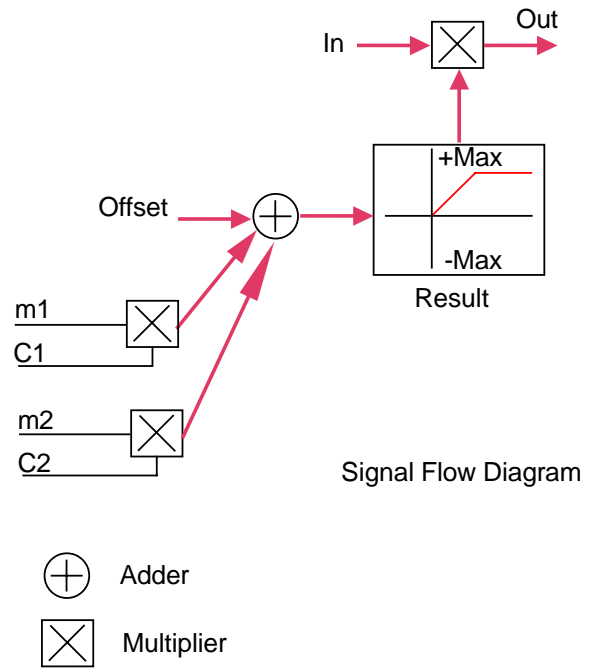 In
Out
+Max
-Max
Result
Offset
m1
C1
m2
C2
Signal Flow Diagram
Adder
Multiplier